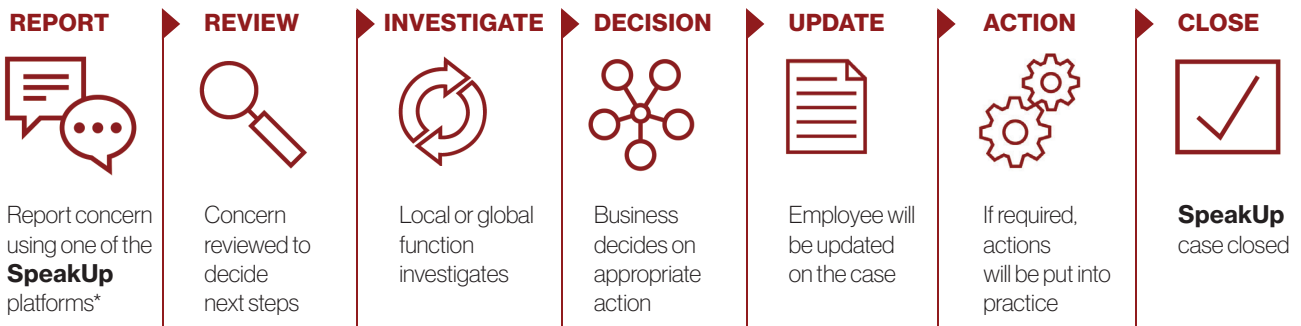 REPORT
Report concern
using one of the
SpeakUp
platforms*
REVIEW
Concern
reviewed to
decide
next steps
INVESTIGATE
Local or global
function
investigates
DECISION
Business
decides on
appropriate
action
UPDATE
Employee will
be updated
on the case
ACTION
If required,
actions
will be put into
practice
CLOSE
SpeakUp
case closed